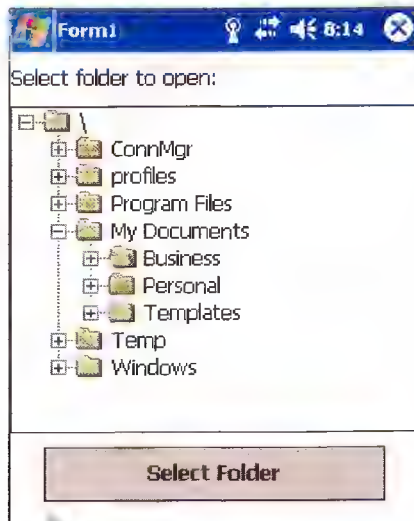 Form1 8:14
Select folder to open:
\
ConnMgr
profiles
Program Files
My Documents
Business
Personal
Templates
Temp
Windows
Select Folder